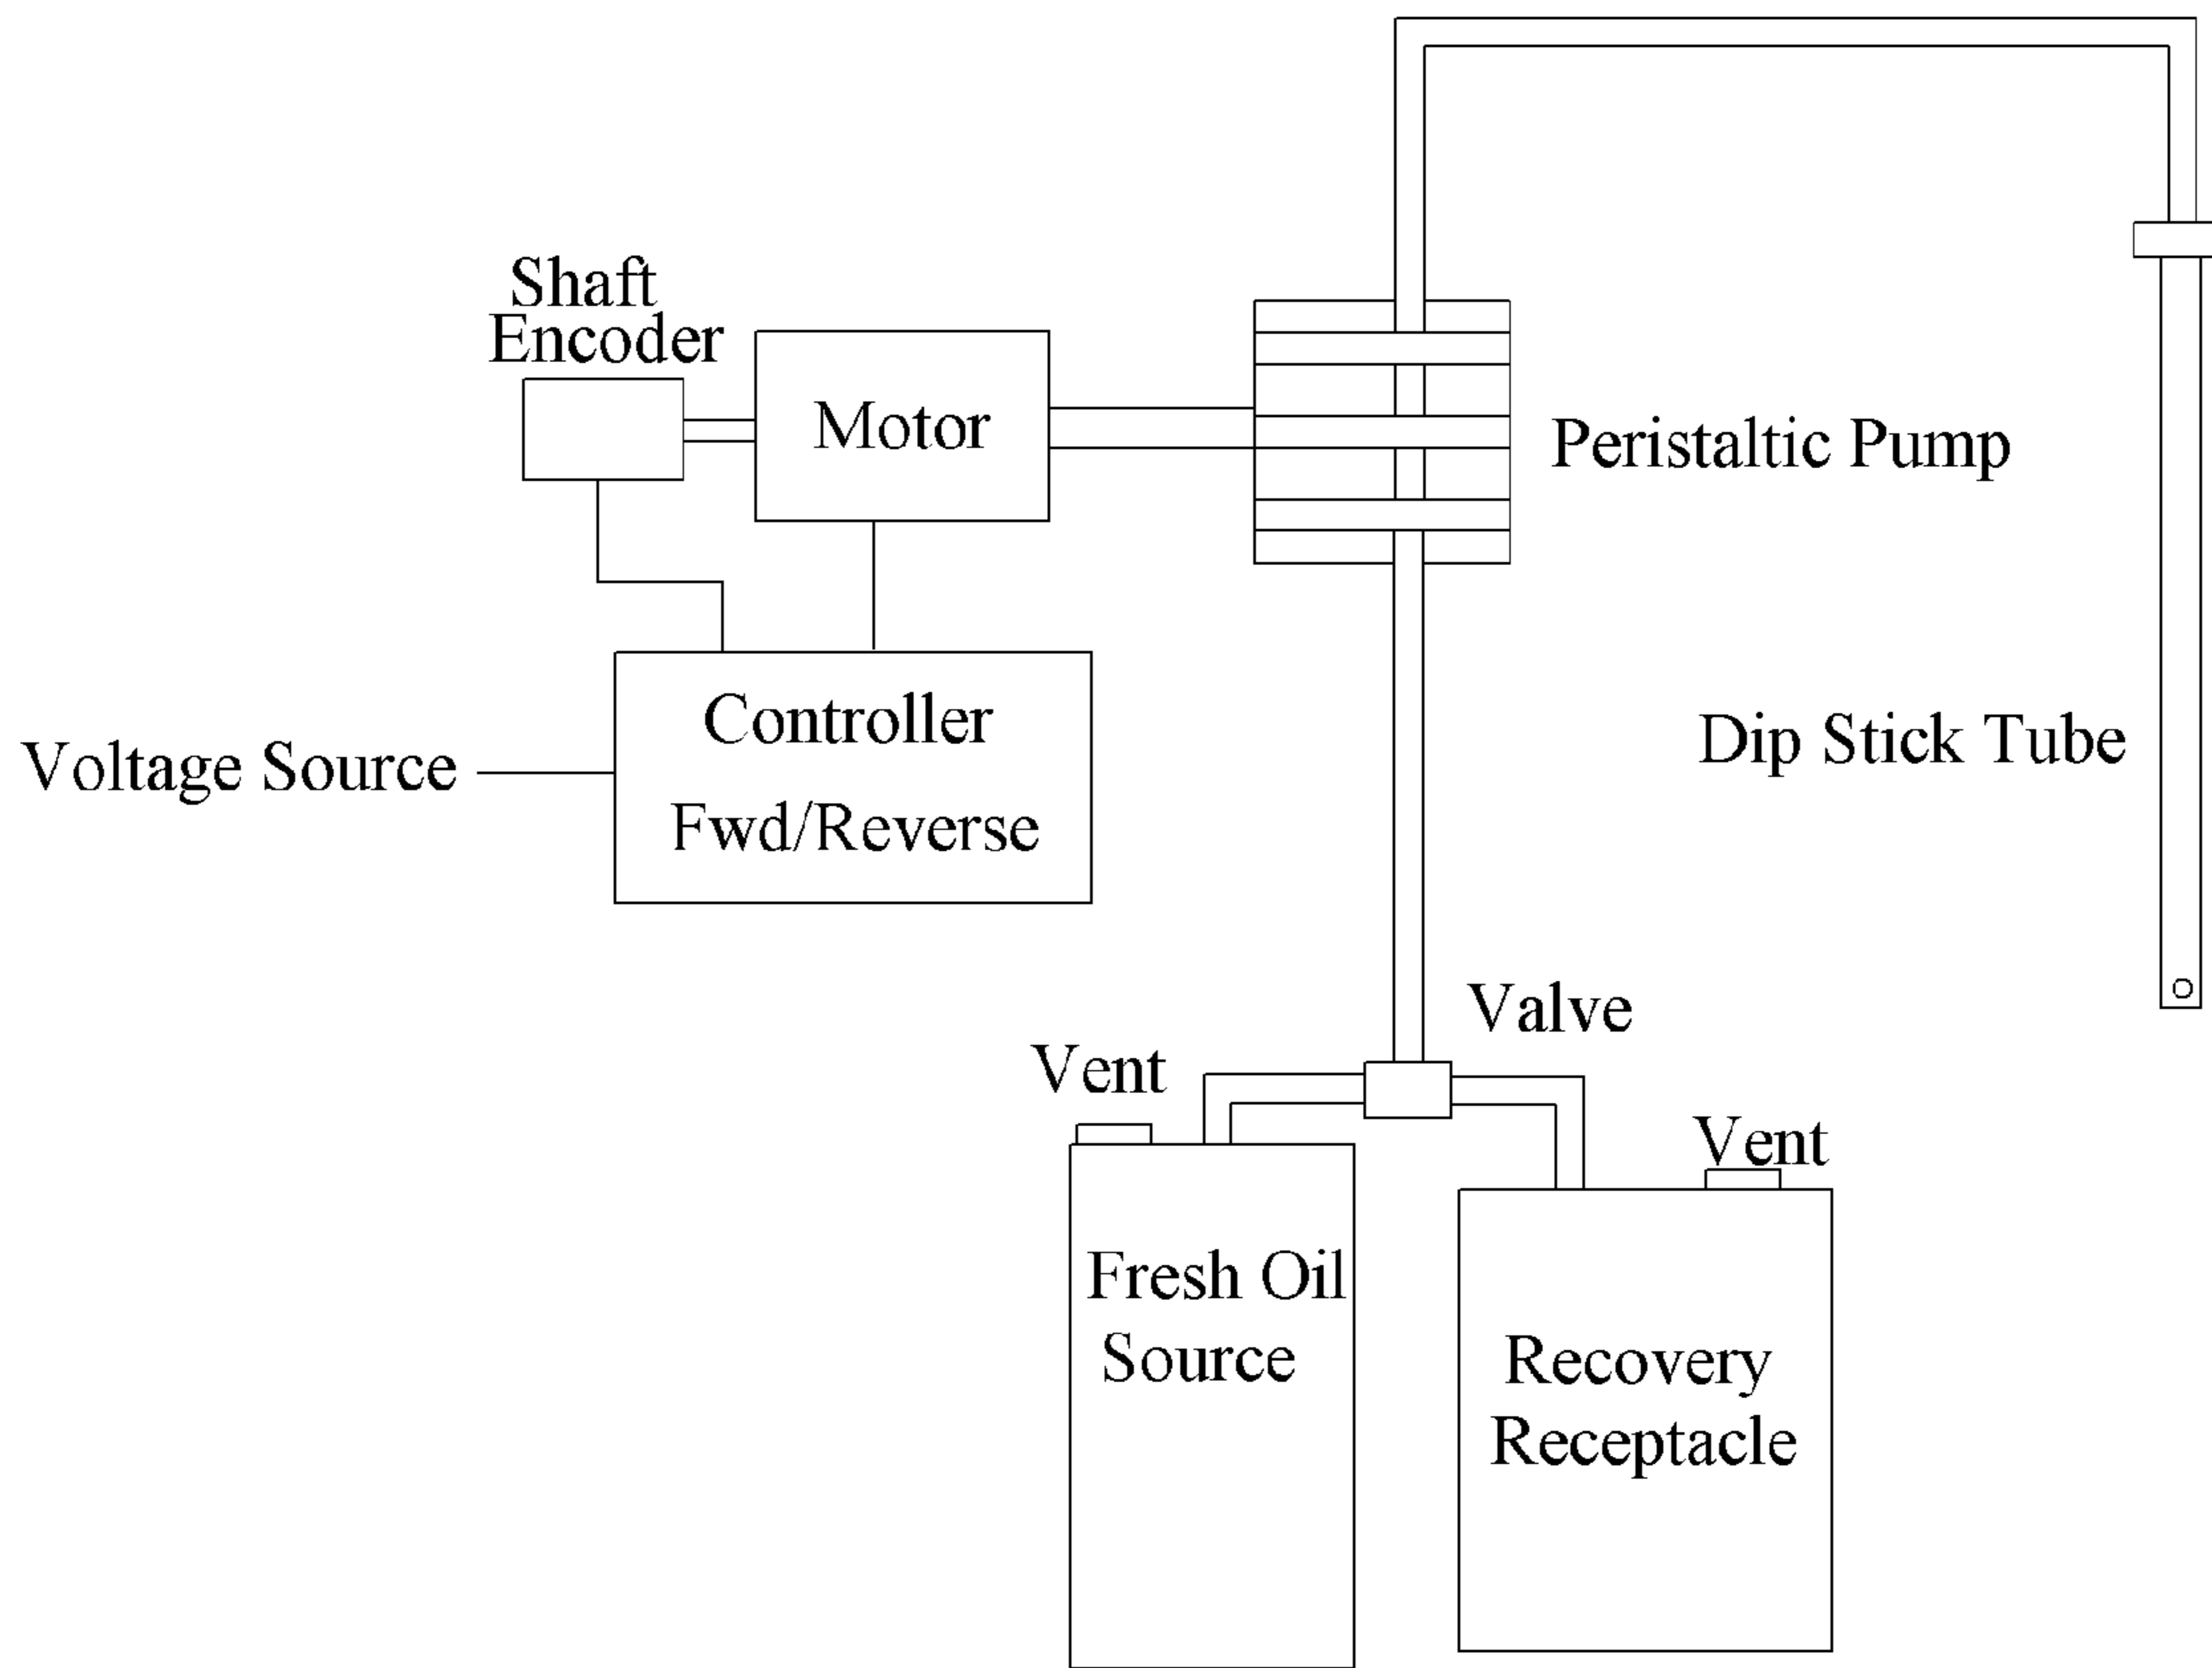 Shaft
Encoder
Motor
Peristaltic Pump
Controller
Fwd/Reverse
Voltage Source
Dip Stick Tube
Valve
Vent
Vent
Fresh Oil
Source
Recovery
Receptacle